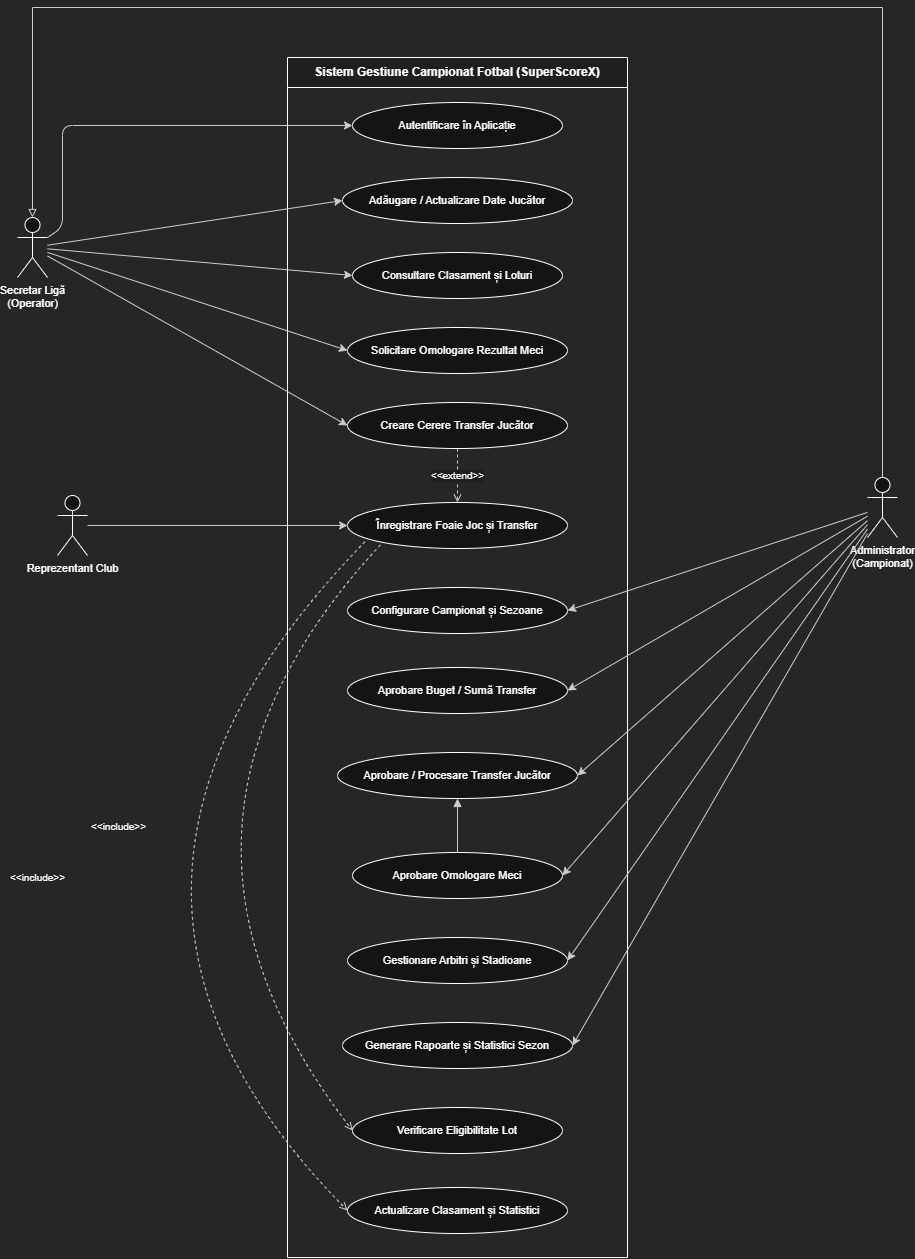 Sistem Gestiune Campionat Fotbal (SuperScoreX)
Autentificare în Aplicație
Adăugare / Actualizare Date Jucător
Consultare Clasament și Loturi
Secretar Ligă
(Operator)
Solicitare Omologare Rezultat Meci
Creare Cerere Transfer Jucător
<<extend>>
Înregistrare Foaie Joc și Transfer
Reprezentant Club
Administrator
(Campionat)
Configurare Campionat și Sezoane
Aprobare Buget / Sumă Transfer
Aprobare / Procesare Transfer Jucător
<<include>>
<<include>>
Aprobare Omologare Meci
Gestionare Arbitri și Stadioane
Generare Rapoarte și Statistici Sezon
Verificare Eligibilitate Lot
Actualizare Clasament și Statistici